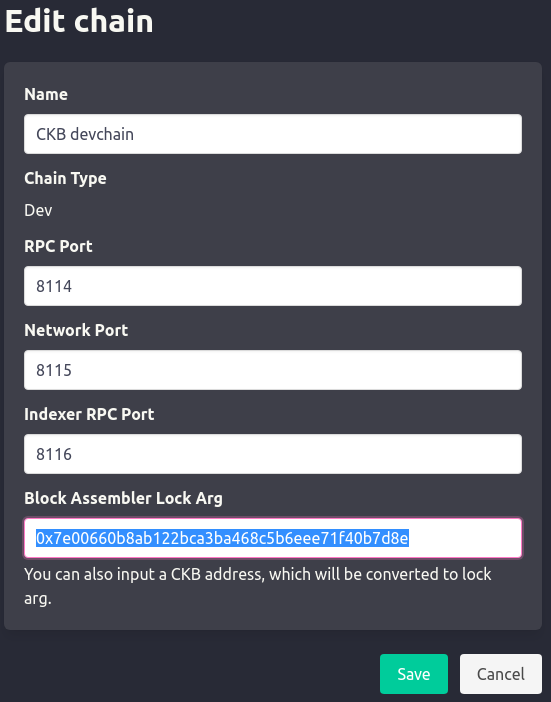 Edit chain
Name
CKB devchain
Chain Type
Dev
RPC Port
8114
Network Port
8115
Indexer RPC Port
8116
Block Assembler Lock Arg
0x7e00660b8ab122bca3ba468c5b6eee71f40b7d8e
You can also input a CKB address, which will be converted to lock
arg.
Save
Cancel